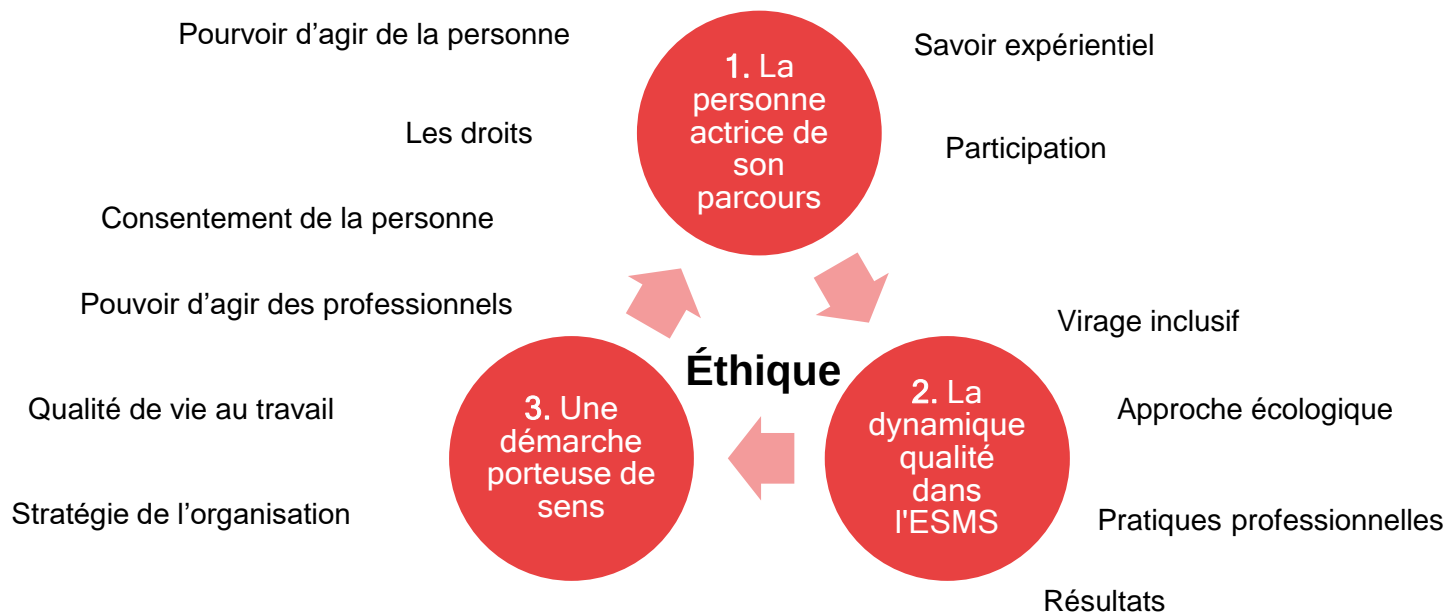 Pourvoir d'agir de la personne
Les droits
Consentement de la personne
1. La
personne
actrice de
son
parcours
Savoir expérientiel
Participation
Éthique
Virage inclusif
Approche écologique
Pratiques professionnelles
Résultats
2. La
dynamique
qualité
dans
l'ESMS
Pouvoir d’agir des professionnels
Qualité de vie au travail
Stratégie de l’organisation
3. Une
démarche
porteuse de
sens